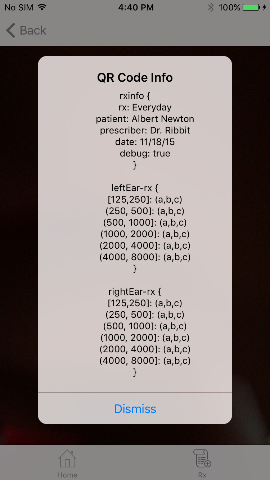 No SIM 4:40 PM 100%
Back
QR Code Info
rxinfo {
rx: Everyday
patient: Albert Newton
prescriber: Dr. Ribbit
date: 11/18/15
debug: true
}
leftEar-rx {
[125,250]: (a,b,c)
(250, 500]: (a,b,c)
(500, 1000]: (a,b,c)
(1000, 2000]: (a,b,c)
(2000, 4000]: (a,b,c)
(4000, 8000]: (a,b,c)
}
rightEar-rx {
[125,250]: (a,b,c)
(250, 500]: (a,b,c)
(500, 1000]: (a,b,c)
(1000, 2000]: (a,b,c)
(2000, 4000]: (a,b,c)
(4000, 8000]: (a,b,c)
}
Dismiss
Home Rx